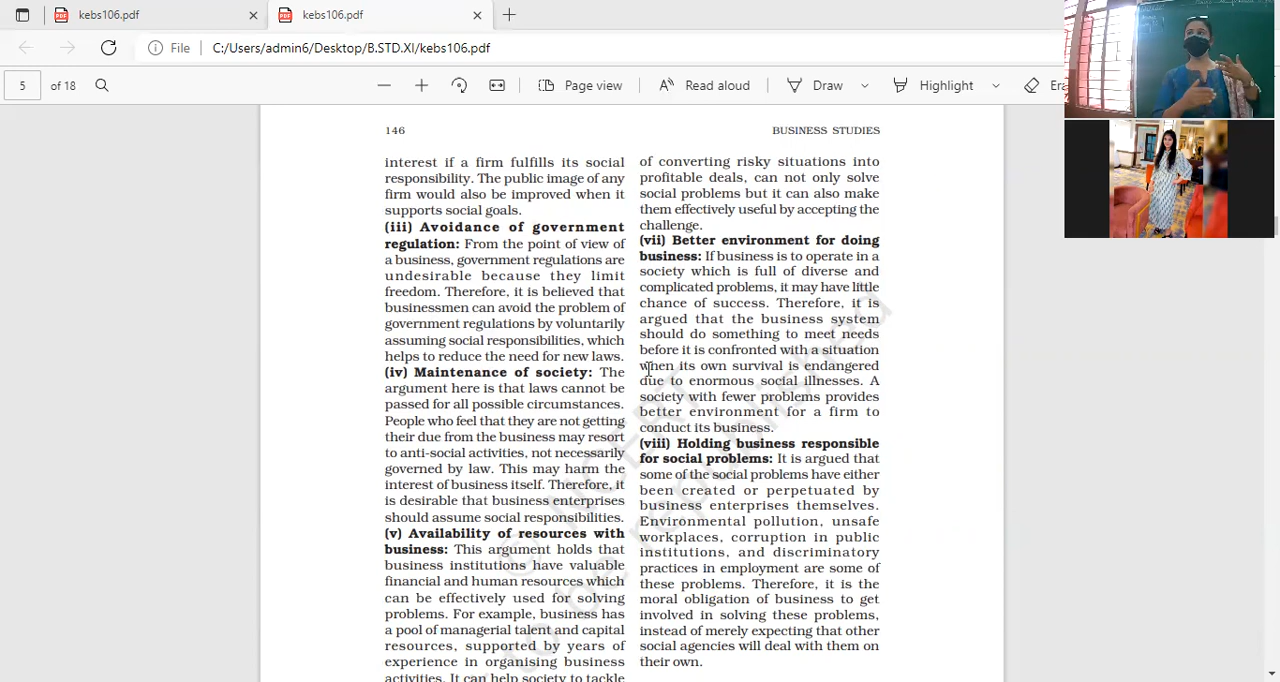 kebs106.pdf
kebs106.pdf
File
C:/Users/admin6/Desktop/B.STD.XI/kebs106.pdf
5 of 18
Page view
Read aloud
Draw
Highlight
146
BUSINESS STUDIES
interest if a firm fulfills its social
responsibility. The public image of any
firm would also be improved when it
supports social goals.
(iii) Avoidance of government
regulation: From the point of view of
a business, government regulations are
undesirable because they limit
freedom. Therefore, it is believed that
businessmen can avoid the problem of
government regulations by voluntarily
assuming social responsibilities, which
helps to reduce the need for new laws.
(iv) Maintenance of society: The
argument here is that laws cannot be
passed for all possible circumstances.
People who feel that they are not getting
their due from the business may resort
to anti-social activities, not necessarily
governed by law. This may harm the
interest of business itself. Therefore, it
is desirable that business enterprises
should assume social responsibilities.
(v) Availability of resources with
business: This argument holds that
business institutions have valuable
financial and human resources which
can be effectively used for solving
problems. For example, business has
a pool of managerial talent and capital
resources, supported by years of
experience in organising business
activities. It can help society to tackle
of converting risky situations into
profitable deals, can not only solve
social problems but it can also make
them effectively useful by accepting the
challenge.
(vii) Better environment for doing
business: If business is to operate in a
society which is full of diverse and
complicated problems, it may have little
chance of success. Therefore, it is
argued that the business system
should do something to meet needs
before it is confronted with a situation
when its own survival is endangered
due to enormous social illnesses. A
society with fewer problems provides
better environment for a firm to
conduct its business.
(viii) Holding business responsible
for social problems: It is argued that
some of the social problems have either
been created or perpetuated by
business enterprises themselves.
Environmental pollution, unsafe
workplaces, corruption in public
institutions, and discriminatory
practices in employment are some of
these problems. Therefore, it is the
moral obligation of business to get
involved in solving these problems,
instead of merely expecting that other
social agencies will deal with them on
their own.
© NCERT
be republished